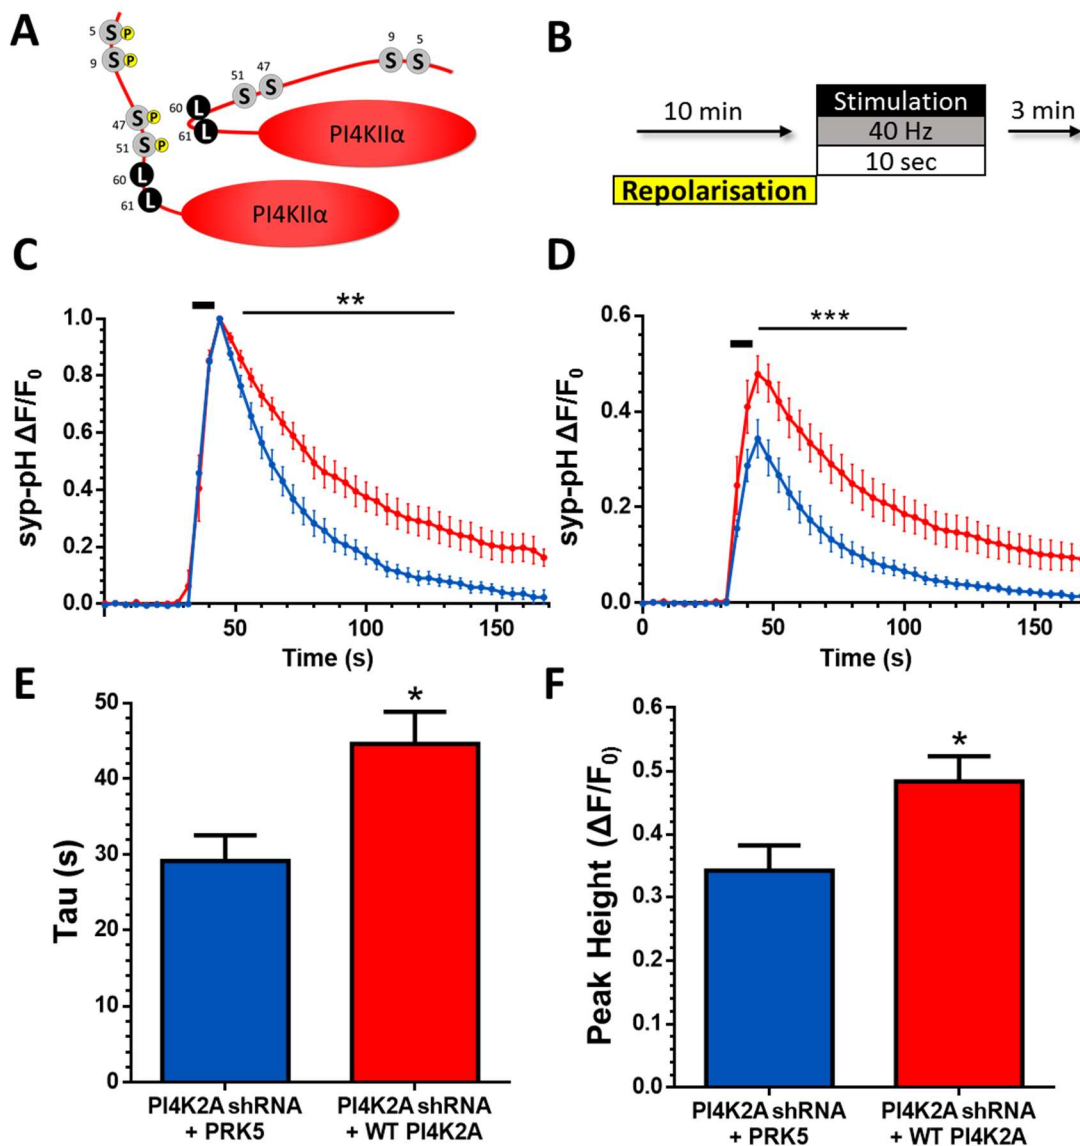 A
5 S P
9 S P
47 S P
51 S P
60 L
61 L
PI4KIIα
9 5
S S
51 47
S S
60 L
61 L
PI4KIIα
B
10 min
Stimulation
40 Hz
10 sec
3 min
Repolarisation
C
syp-pH ΔF/F0
1.0
0.8
0.6
0.4
0.2
0.0
**
50
100
150
Time (s)
D
syp-pH ΔF/F0
0.6
0.4
0.2
0.0
***
0
50
100
150
Time (s)
E
Tau (s)
50
40
30
20
10
0
*
PI4K2A shRNA
+ PRK5
PI4K2A shRNA
+ WT PI4K2A
F
Peak Height (ΔF/F0)
0.6
0.5
0.4
0.3
0.2
0.1
0.0
*
PI4K2A shRNA
+ PRK5
PI4K2A shRNA
+ WT PI4K2A